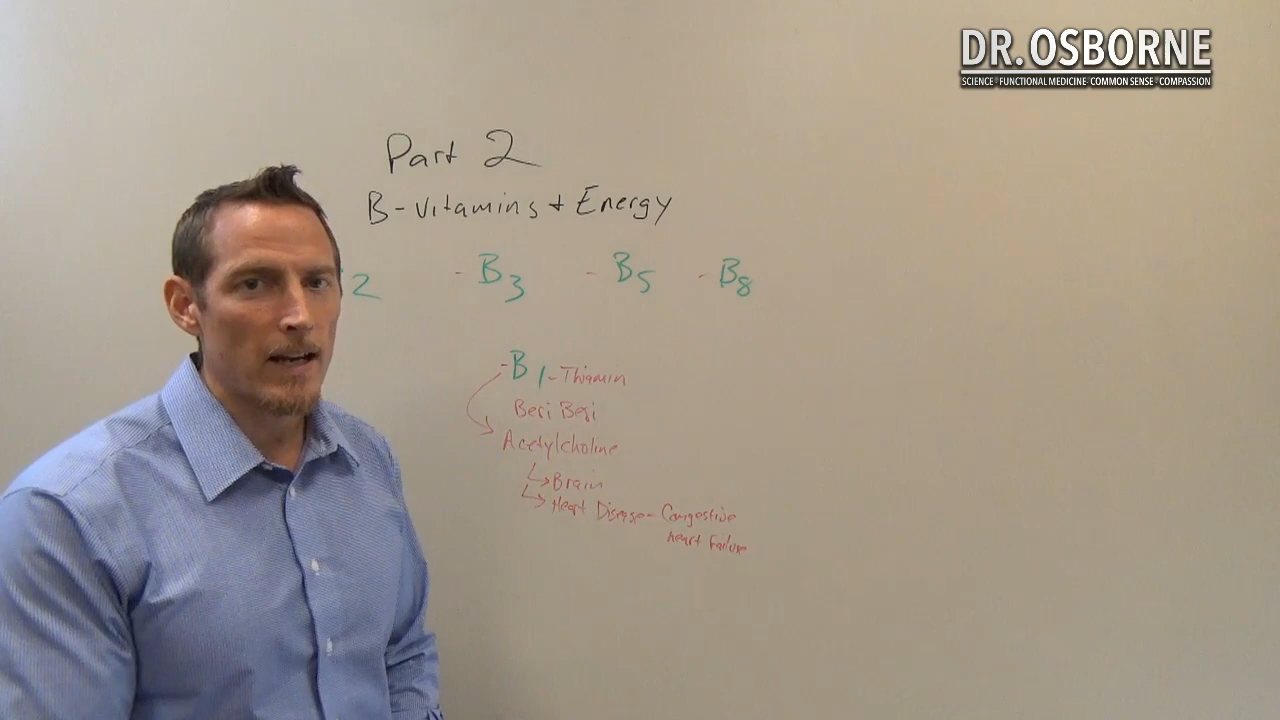 DR. OSBORNE
SCIENCE - FUNCTIONAL MEDICINE - COMMON SENSE - COMPASSION
Part 2
B-vitamins + Energy
2 - B3 - B5 - B8
- B1 - Thiamin
Beri Beri
Acetylcholine
↳ Brain
↳ Heart Disease - Congestive
heart failure